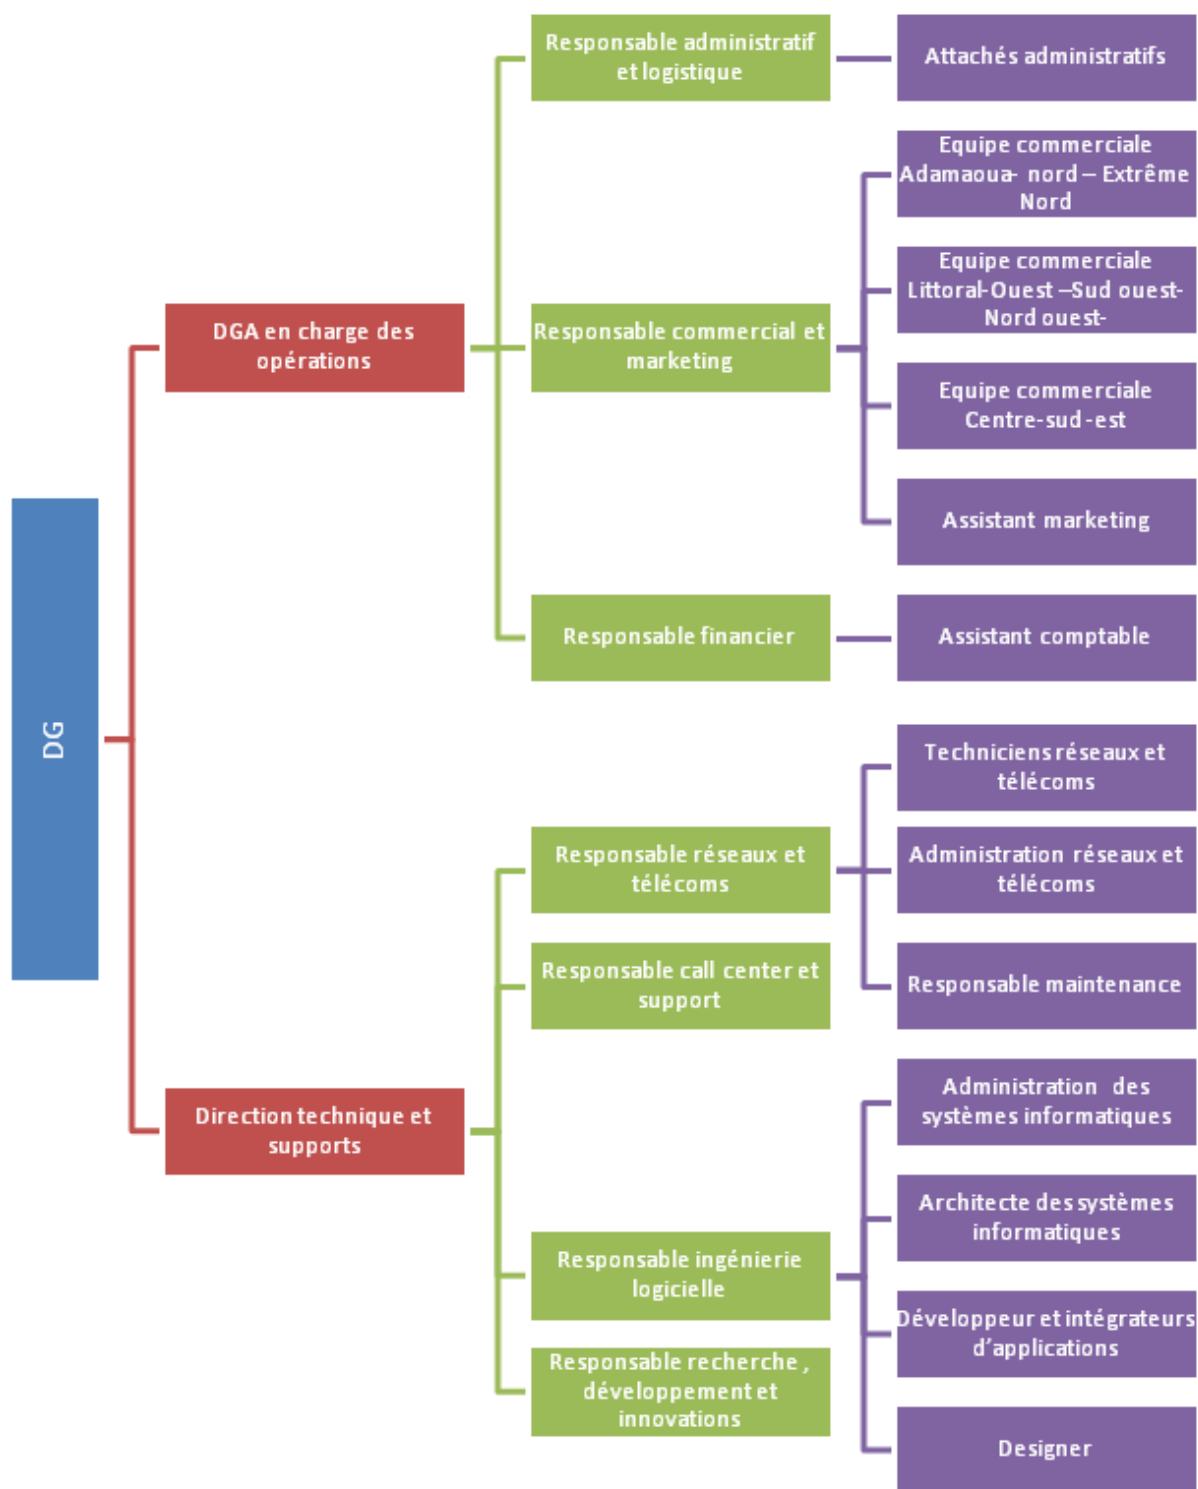 DG
DGA en charge des
opérations
Responsable administratif
et logistique
Attachés administratifs
Responsable commercial et
marketing
Equipe commerciale
Adamaoua- nord – Extrême
Nord
Equipe commerciale
Littoral-Ouest –Sud ouest-
Nord ouest-
Equipe commerciale
Centre-sud -est
Assistant marketing
Responsable financier
Assistant comptable
Direction technique et
supports
Responsable réseaux et
télécoms
Techniciens réseaux et
télécoms
Administration réseaux et
télécoms
Responsable maintenance
Responsable call center et
support
Responsable ingénierie
logicielle
Administration des
systèmes informatiques
Architecte des systèmes
informatiques
Développeur et intégrateurs
d’applications
Designer
Responsable recherche ,
développement et
innovations